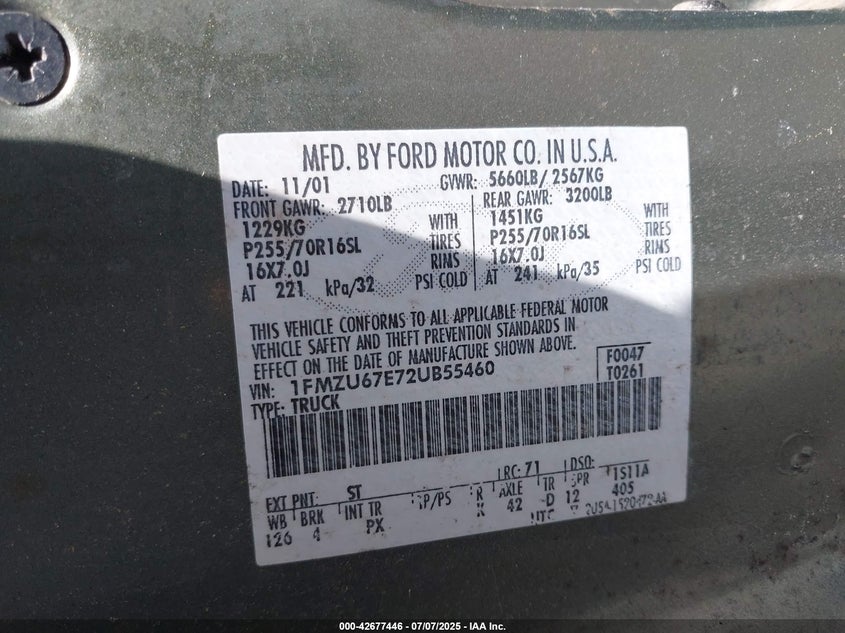 MFD. BY FORD MOTOR CO. IN U.S.A.
DATE: 11/01 GVWR: 5660LB/ 2567KG
FRONT GAWR: 2710LB REAR GAWR: 3200LB
1229KG WITH 1451KG WITH
P255/70R16SL TIRES P255/70R16SL TIRES
16X7.0J RIMS 16X7.0J RIMS
AT 221 kPa/32 PSI COLD AT 241 kPa/35 PSI COLD
THIS VEHICLE CONFORMS TO ALL APPLICABLE FEDERAL MOTOR
VEHICLE SAFETY AND THEFT PREVENTION STANDARDS IN
EFFECT ON THE DATE OF MANUFACTURE SHOWN ABOVE.
F0047
VIN: 1FMZU67E72UB55460
T0261
TYPE: TRUCK
EXT PNT: ST RC: 71 DSO:
WB BRK INT TR TP/PS R AXLE TR SPR 1S11A
126 4 PX K 42 D 12 405
000-42677446 - 07/07/2025 - IAA Inc.